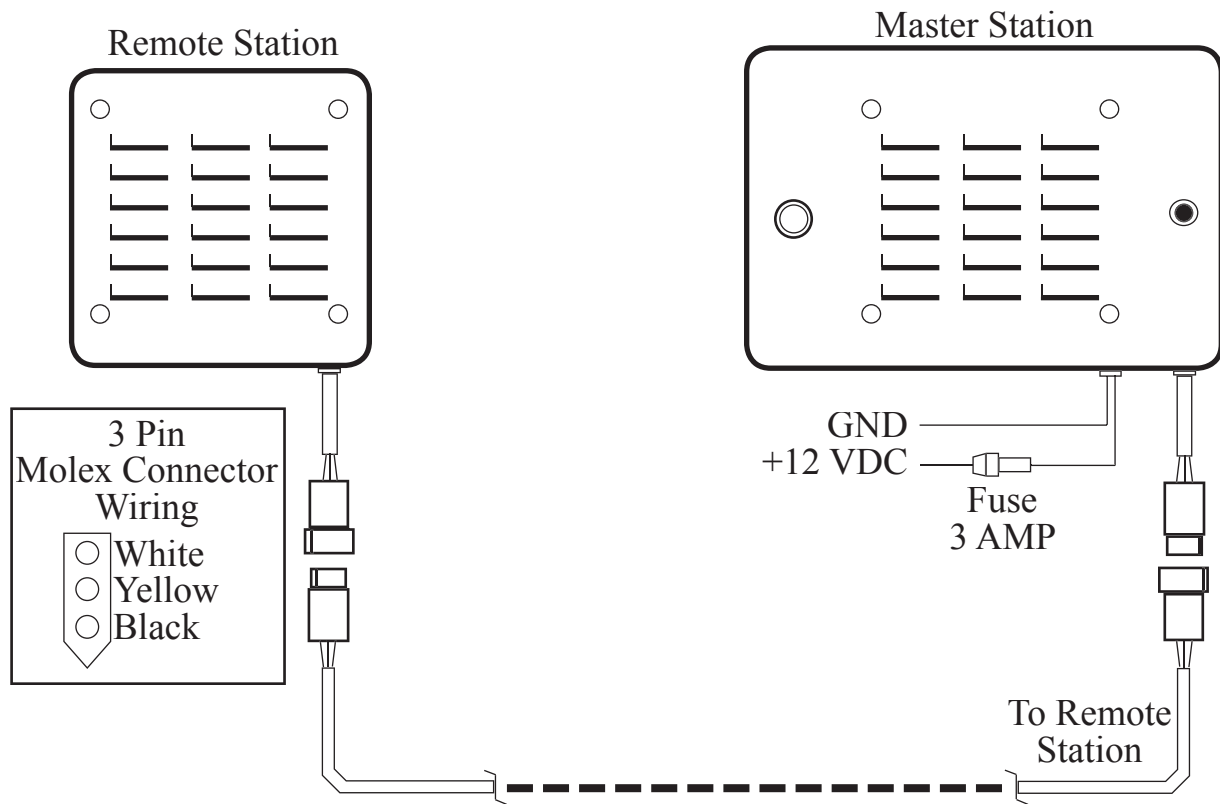 Remote Station
Master Station
3 Pin
Molex Connector
Wiring
White
Yellow
Black
GND
+12 VDC
Fuse
3 AMP
To Remote
Station